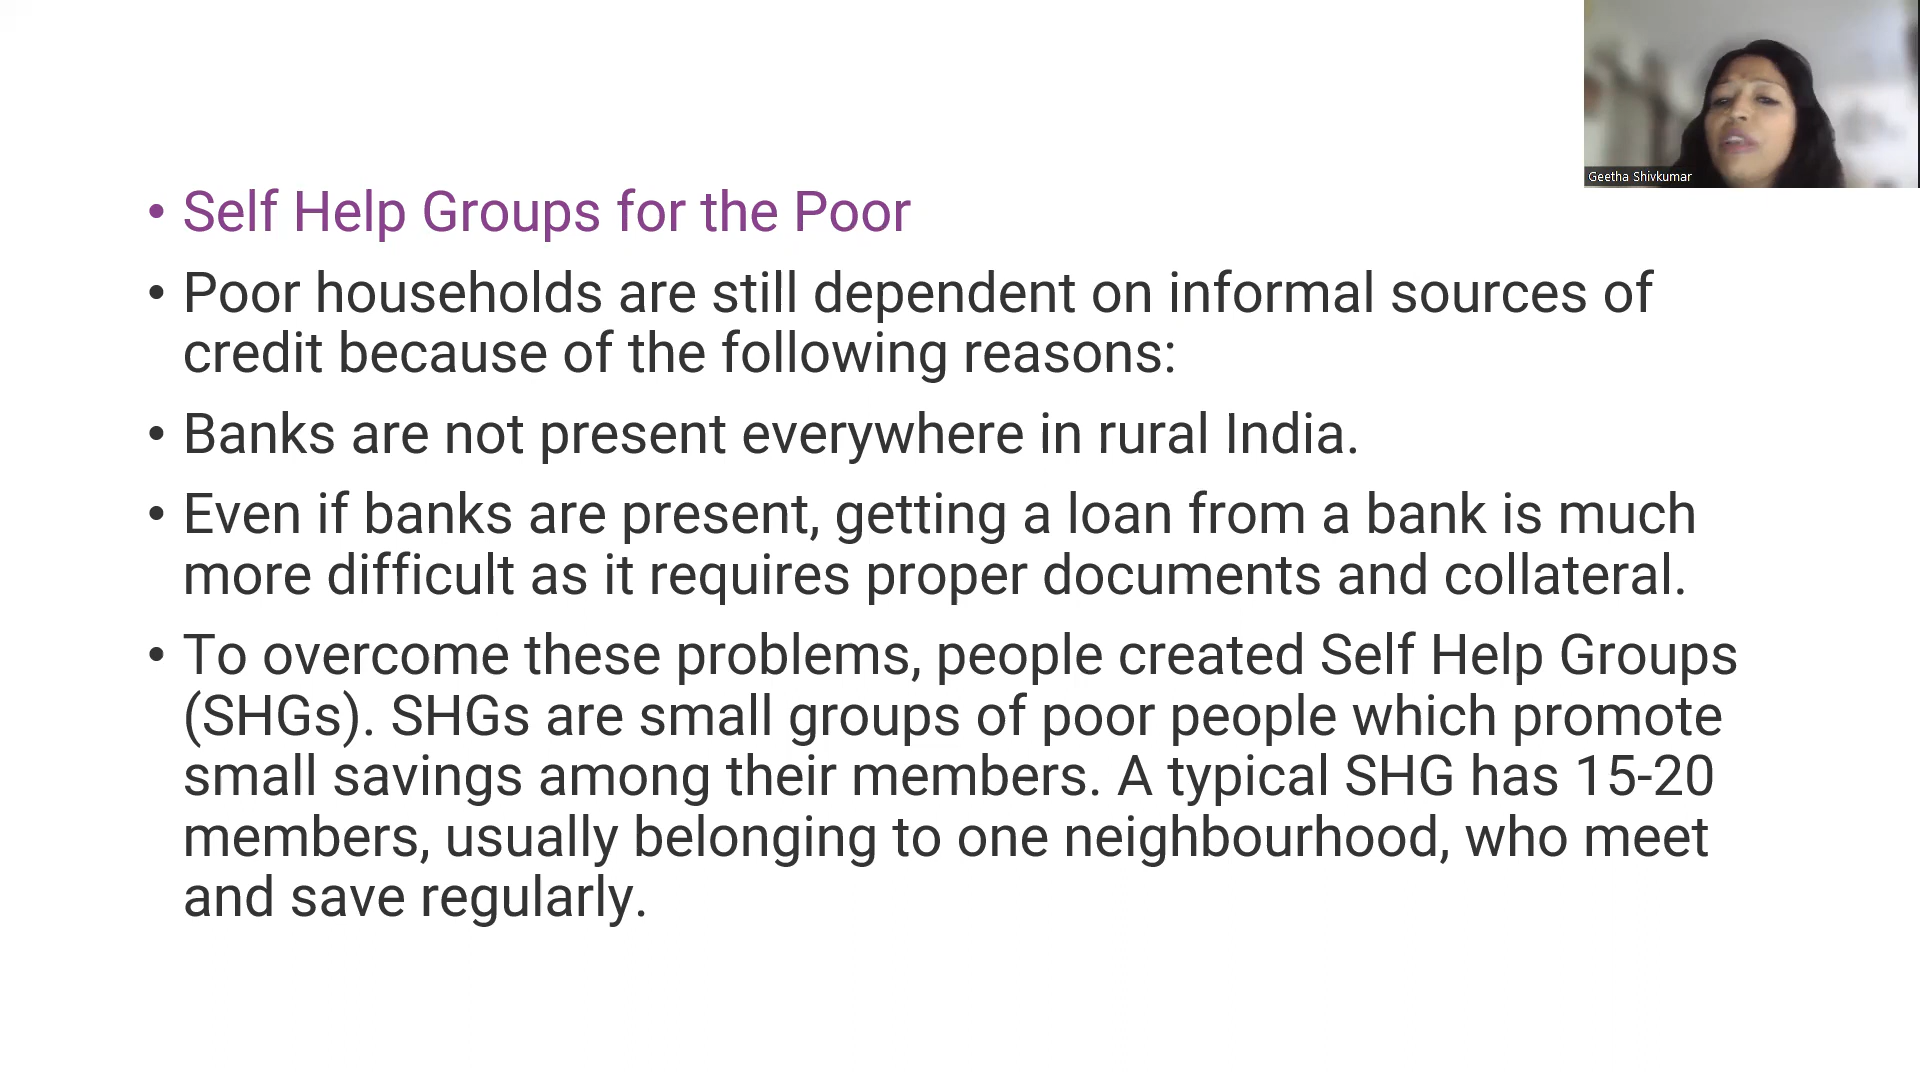 • Self Help Groups for the Poor
• Poor households are still dependent on informal sources of
credit because of the following reasons:
• Banks are not present everywhere in rural India.
• Even if banks are present, getting a loan from a bank is much
more difficult as it requires proper documents and collateral.
• To overcome these problems, people created Self Help Groups
(SHGs). SHGs are small groups of poor people which promote
small savings among their members. A typical SHG has 15-20
members, usually belonging to one neighbourhood, who meet
and save regularly.
Geetha Shivkumar